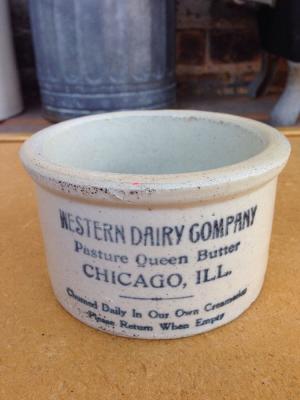 WESTERN DAIRY COMPANY
Pasture Queen Butter
CHICAGO, ILL.
Churned Daily In Our Own Creameries
Please Return When Empty